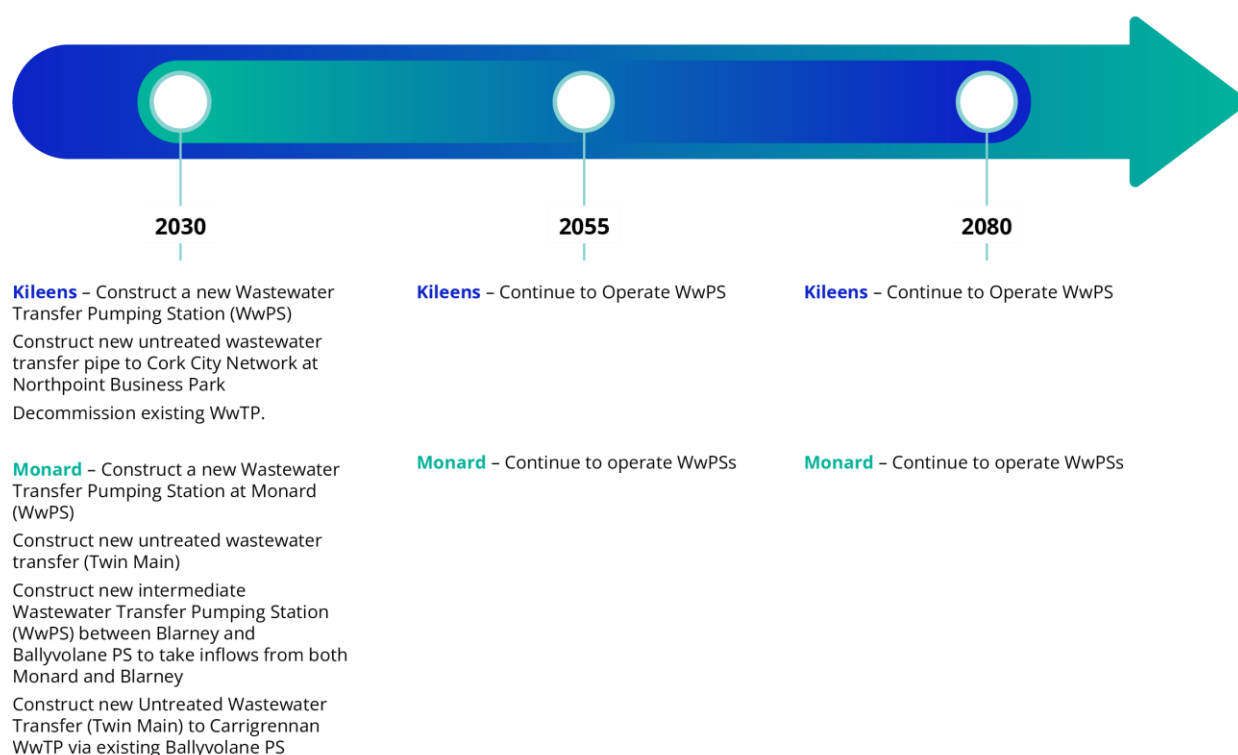 2030
2055
2080
Kileens – Construct a new Wastewater
Transfer Pumping Station (WwPS)
Construct new untreated wastewater
transfer pipe to Cork City Network at
Northpoint Business Park
Decommission existing WwTP.
Monard – Construct a new Wastewater
Transfer Pumping Station at Monard
(WwPS)
Construct new untreated wastewater
transfer (Twin Main)
Construct new intermediate
Wastewater Transfer Pumping Station
(WwPS) between Blarney and
Ballyvolane PS to take inflows from both
Monard and Blarney
Construct new Untreated Wastewater
Transfer (Twin Main) to Carrigrennan
WwTP via existing Ballyvolane PS
Kileens – Continue to Operate WwPS
Monard – Continue to operate WwPSs
Kileens – Continue to Operate WwPS
Monard – Continue to operate WwPSs